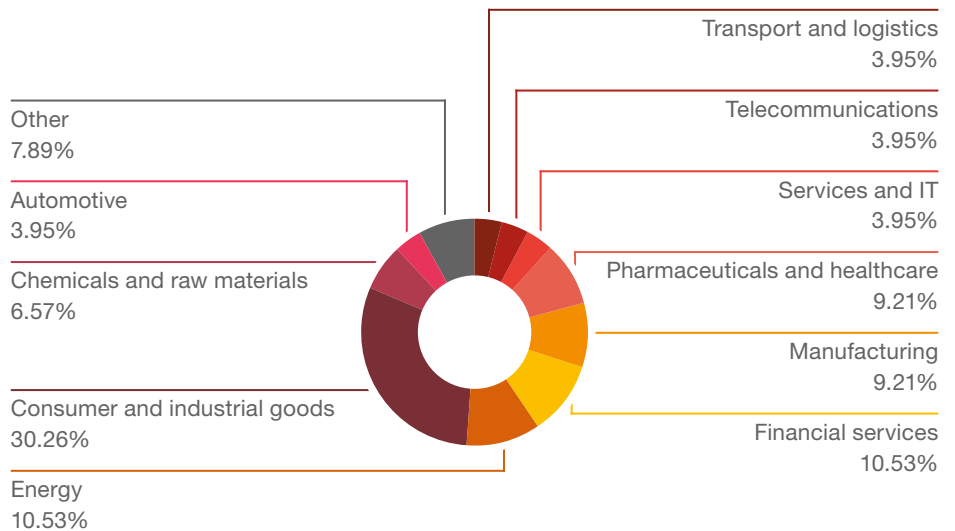 Transport and logistics
3.95%
Telecommunications
3.95%
Other
7.89%
Services and IT
3.95%
Automotive
3.95%
Pharmaceuticals and healthcare
9.21%
Chemicals and raw materials
6.57%
Manufacturing
9.21%
Consumer and industrial goods
30.26%
Financial services
10.53%
Energy
10.53%